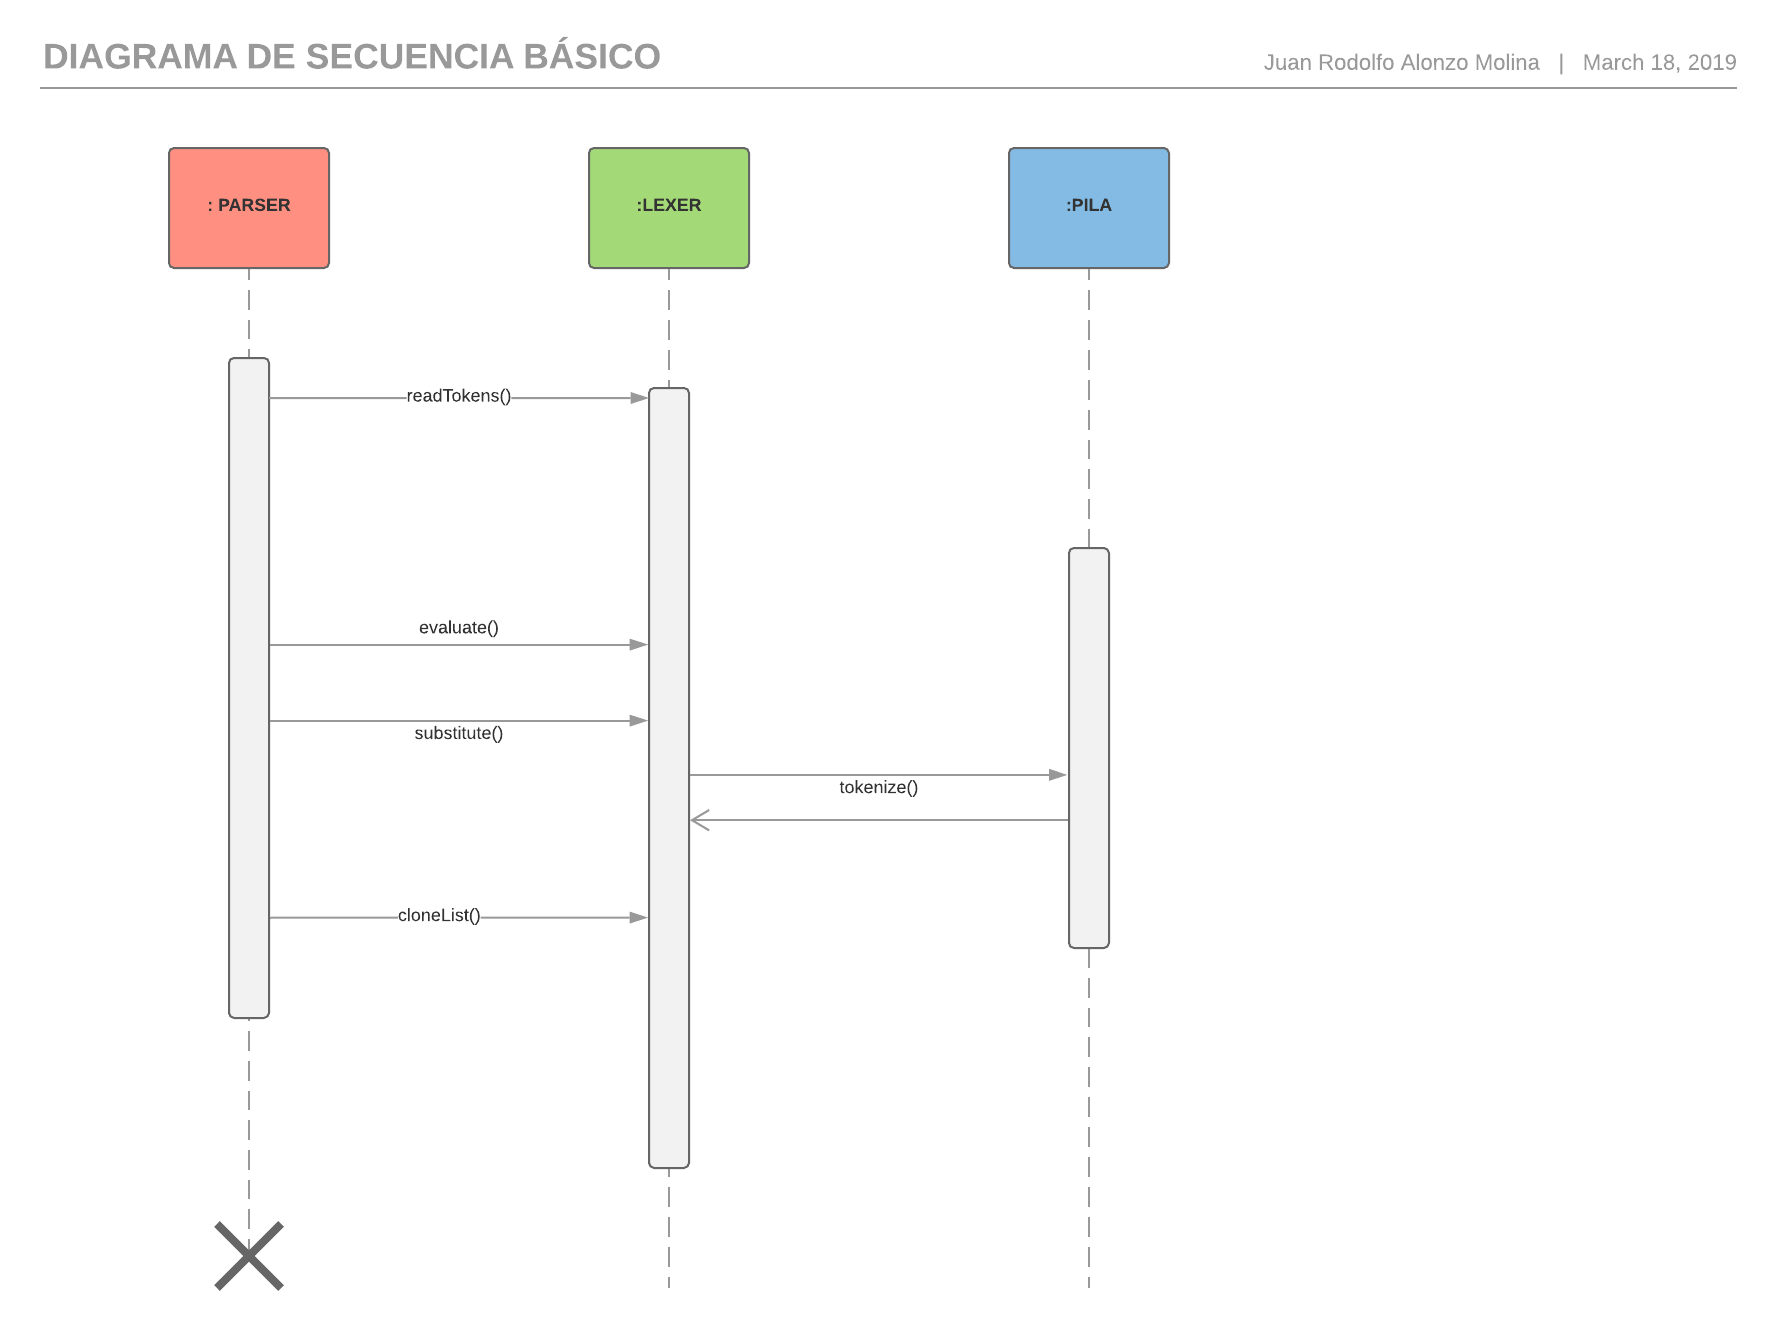 DIAGRAMA DE SECUENCIA BÁSICO
Juan Rodolfo Alonzo Molina | March 18, 2019
: PARSER
:LEXER
:PILA
readTokens()
evaluate()
substitute()
tokenize()
cloneList()